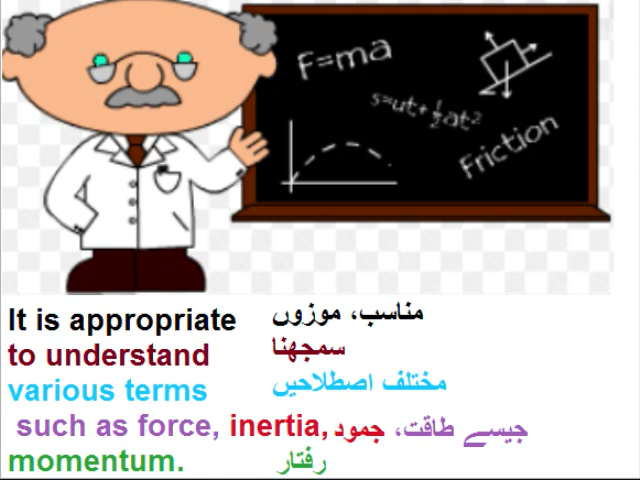 F=ma
s=ut+½at²
Friction
It is appropriate مناسب، موزوں
to understand سمجھنا
various terms مختلف اصطلاحیں
such as force, inertia, جیسے طاقت، جمود
momentum. رفتار